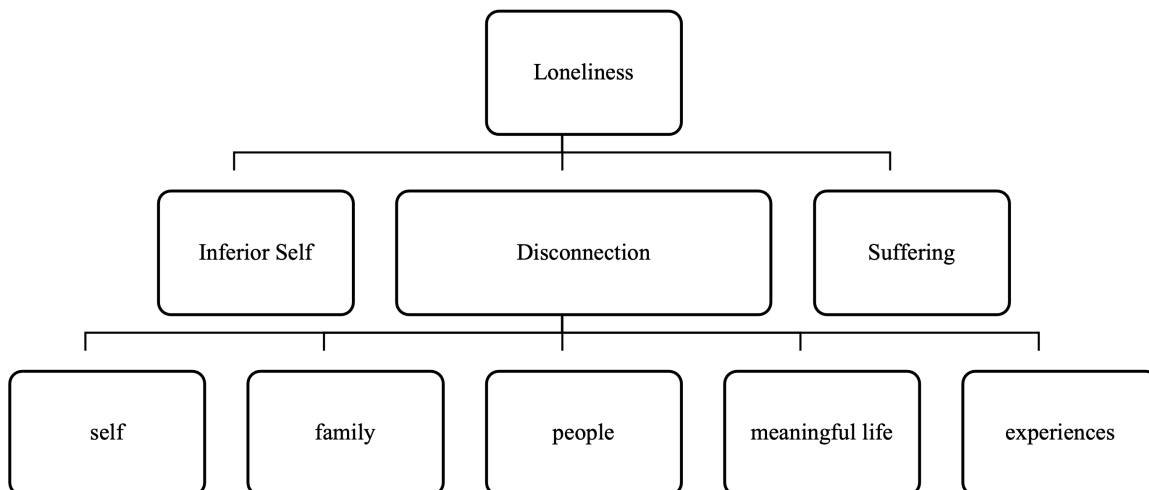 Loneliness
Inferior Self
Disconnection
Suffering
self
family
people
meaningful life
experiences